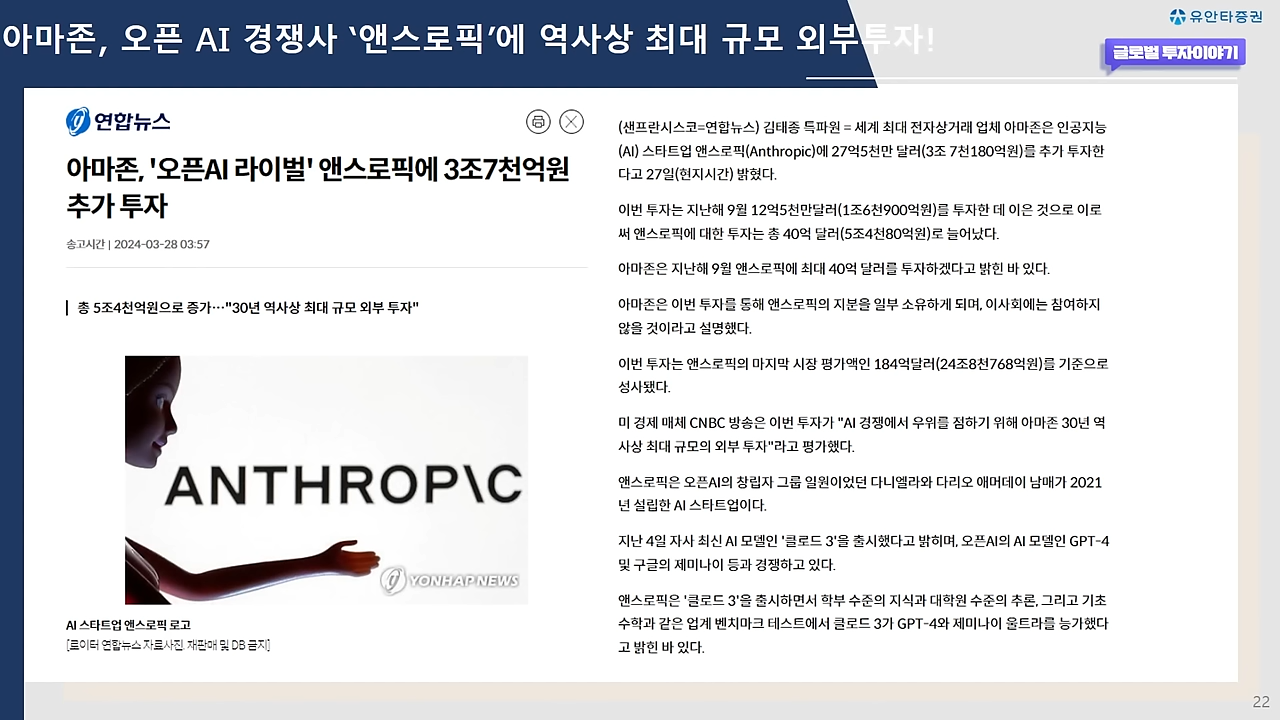 아마존, 오픈 AI 경쟁사 ‘앤스로픽’에 역사상 최대 규모 외부투자!
유안타증권
글로벌 투자이야기
연합뉴스
아마존, '오픈AI 라이벌' 앤스로픽에 3조7천억원
추가 투자
송고시간 | 2024-03-28 03:57
총 5조4천억원으로 증가…"30년 역사상 최대 규모 외부 투자"
ANTHROP\C
YONHAP NEWS
AI 스타트업 앤스로픽 로고
[로이터 연합뉴스 자료사진. 재판매 및 DB 금지]
(샌프란시스코=연합뉴스) 김태종 특파원 = 세계 최대 전자상거래 업체 아마존은 인공지능
(AI) 스타트업 앤스로픽(Anthropic)에 27억5천만 달러(3조 7천180억원)를 추가 투자한
다고 27일(현지시간) 밝혔다.
이번 투자는 지난해 9월 12억5천만달러(1조6천900억원)를 투자한 데 이은 것으로 이로
써 앤스로픽에 대한 투자는 총 40억 달러(5조4천80억원)로 늘어났다.
아마존은 지난해 9월 앤스로픽에 최대 40억 달러를 투자하겠다고 밝힌 바 있다.
아마존은 이번 투자를 통해 앤스로픽의 지분을 일부 소유하게 되며, 이사회에는 참여하지
않을 것이라고 설명했다.
이번 투자는 앤스로픽의 마지막 시장 평가액인 184억달러(24조8천768억원)를 기준으로
성사됐다.
미 경제 매체 CNBC 방송은 이번 투자가 "AI 경쟁에서 우위를 점하기 위해 아마존 30년 역
사상 최대 규모의 외부 투자"라고 평가했다.
앤스로픽은 오픈AI의 창립자 그룹 일원이었던 다니엘라와 다리오 애머데이 남매가 2021
년 설립한 AI 스타트업이다.
지난 4일 자사 최신 AI 모델인 '클로드 3'을 출시했다고 밝히며, 오픈AI의 AI 모델인 GPT-4
및 구글의 제미나이 등과 경쟁하고 있다.
앤스로픽은 '클로드 3'을 출시하면서 학부 수준의 지식과 대학원 수준의 추론, 그리고 기초
수학과 같은 업계 벤치마크 테스트에서 클로드 3가 GPT-4와 제미나이 울트라를 능가했다
고 밝힌 바 있다.
22